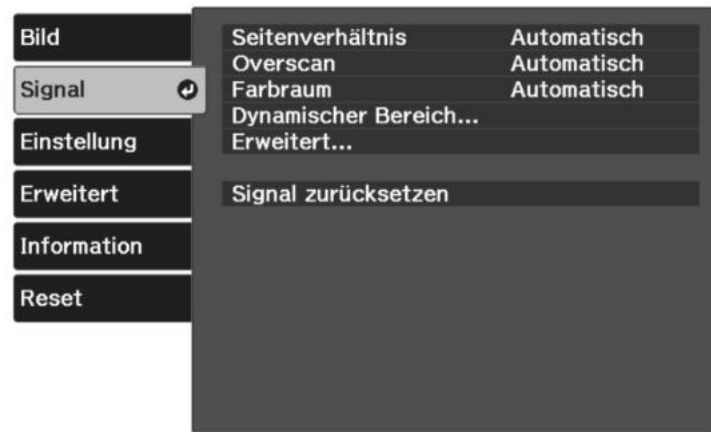 Bild
Signal
Einstellung
Erweitert
Information
Reset
Seitenverhältnis Automatisch
Overscan Automatisch
Farbraum Automatisch
Dynamischer Bereich...
Erweitert...
Signal zurücksetzen